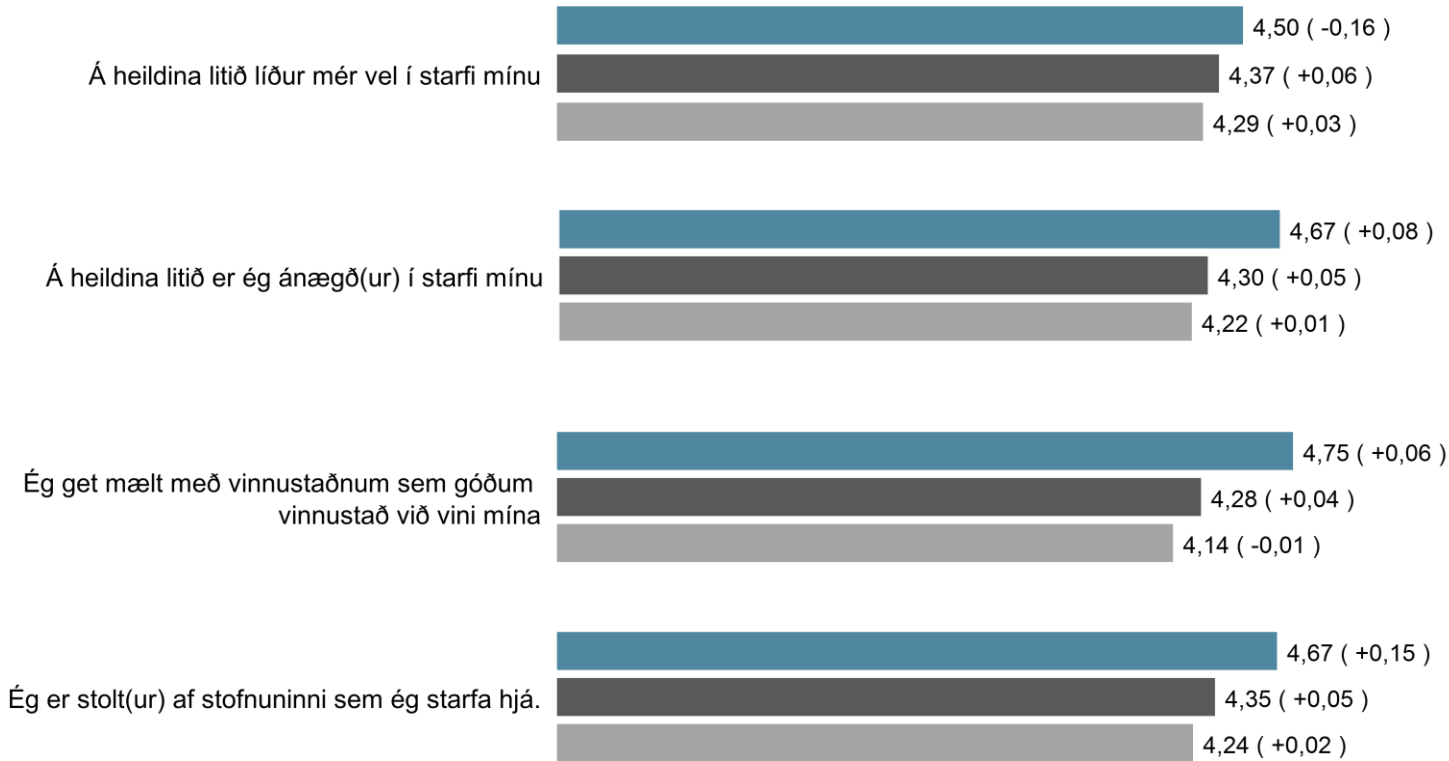 4,50 ( -0,16 )
Á heildina litið líður mér vel í starfi mínu
4,37 ( +0,06 )
4,29 ( +0,03 )
4,67 ( +0,08 )
Á heildina litið er ég ánægð(ur) í starfi mínu
4,30 ( +0,05 )
4,22 ( +0,01 )
4,75 ( +0,06 )
Ég get mælt með vinnustaðnum sem góðum
vinnustað við vini mína
4,28 ( +0,04 )
4,14 ( -0,01 )
4,67 ( +0,15 )
Ég er stolt(ur) af stofnuninni sem ég starfa hjá.
4,35 ( +0,05 )
4,24 ( +0,02 )